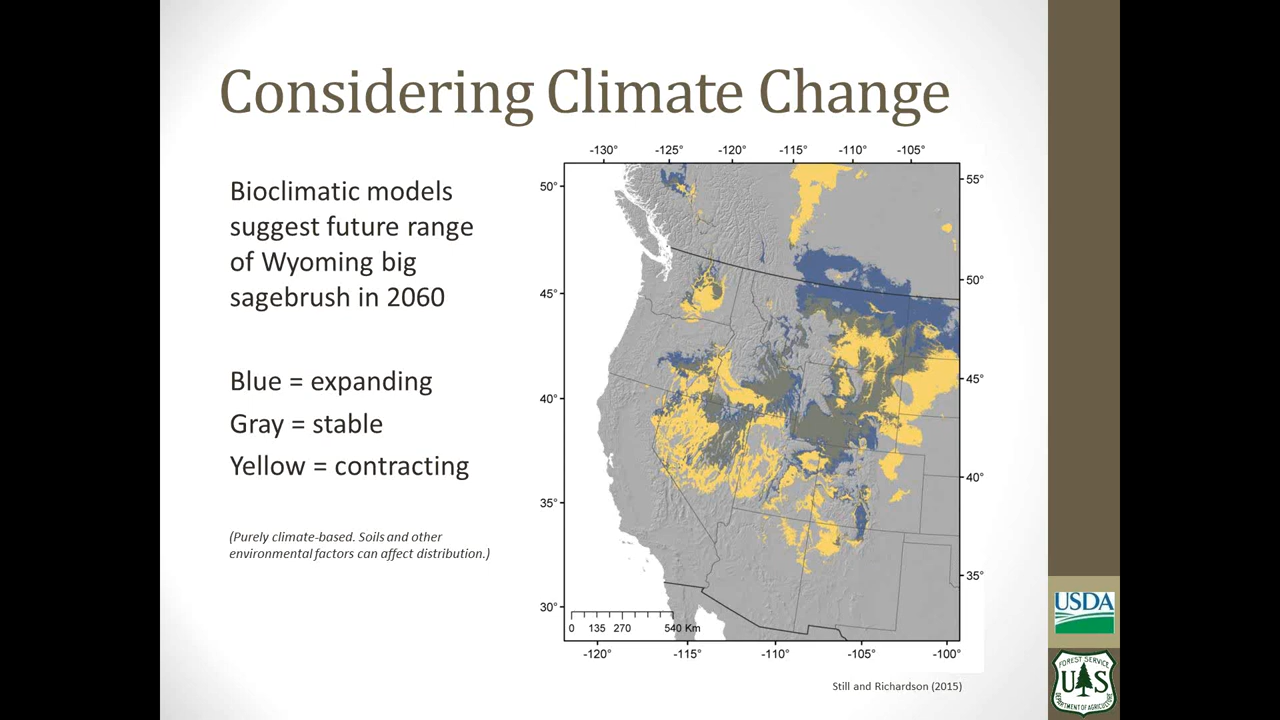 Considering Climate Change
Bioclimatic models
suggest future range
of Wyoming big
sagebrush in 2060
Blue = expanding
Gray = stable
Yellow = contracting
(Purely climate-based. Soils and other
environmental factors can affect distribution.)
-130° -125° -120° -115° -110° -105°
50° 55°
45° 50°
40° 45°
35° 40°
30° 35°
0 135 270 540 Km
-120° -115° -110° -105° -100°
Still and Richardson (2015)
USDA
FOREST SERVICE
U S
DEPARTMENT OF AGRICULTURE